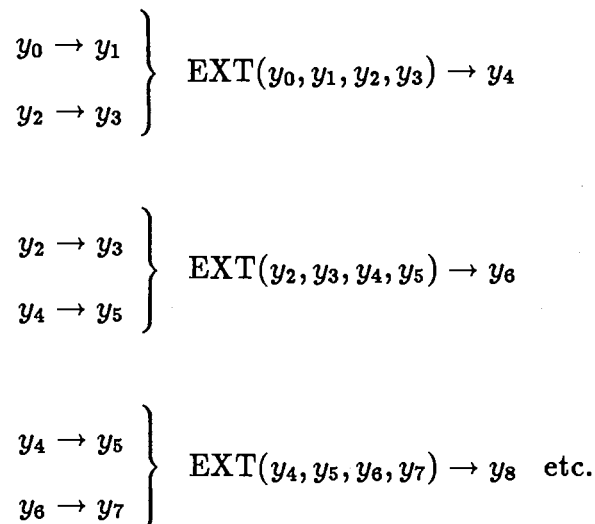 y₀ → y₁
y₂ → y₃ } EXT(y₀, y₁, y₂, y₃) → y₄
y₂ → y₃
y₄ → y₅ } EXT(y₂, y₃, y₄, y₅) → y₆
y₄ → y₅
y₆ → y₇ } EXT(y₄, y₅, y₆, y₇) → y₈ etc.